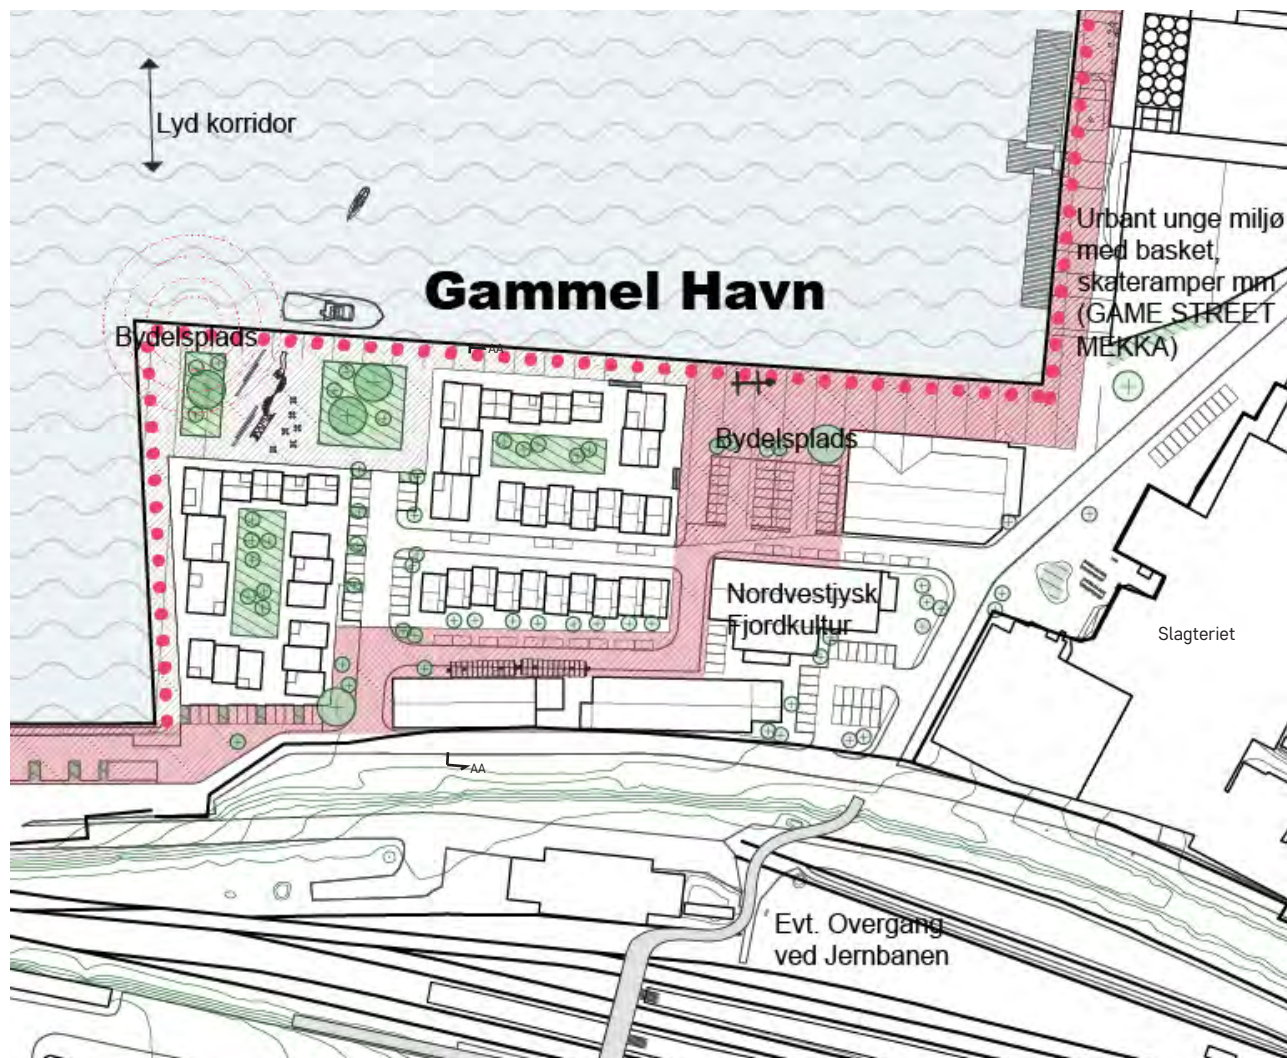 Lyd korridor
Urbant unge miljø
med basket,
skateramper mm
(GAME STREET
MEKKA)
Gammel Havn
Bydelsplads
AA
Bydelsplads
Nordvestjysk
Fjordkultur
Slagteriet
AA
Evt. Overgang
ved Jernbanen